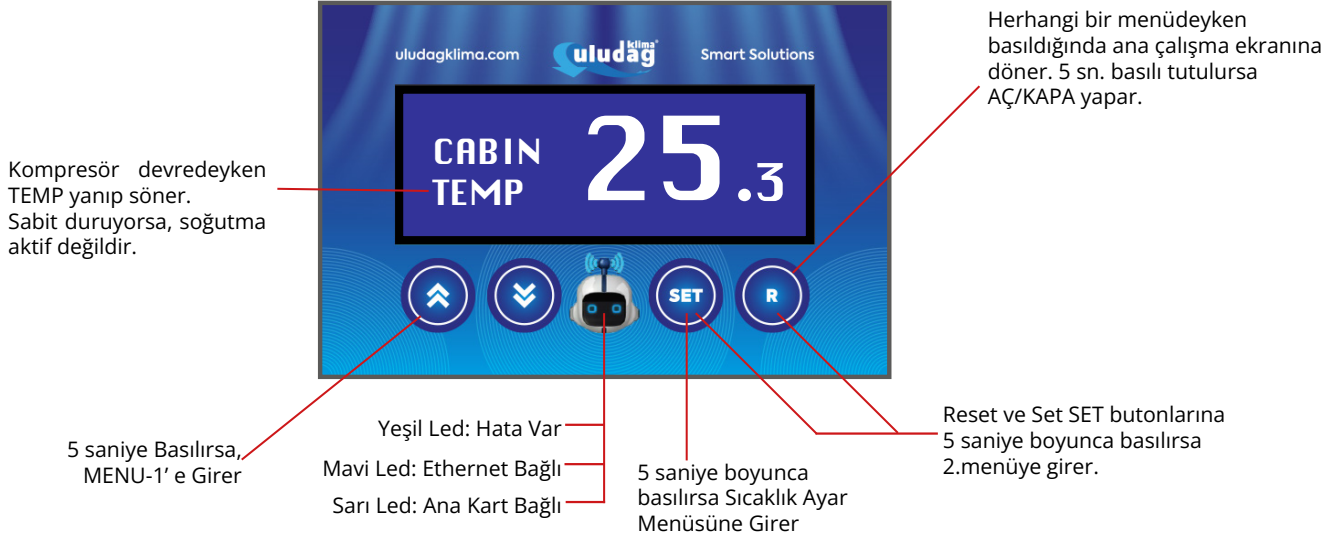 uludagklima.com
uludağ
klima
Smart Solutions
CABIN
TEMP
25.3
SET
R
Herhangi bir menüdeyken
basıldığında ana çalışma ekranına
döner. 5 sn. basılı tutulursa
AÇ/KAPA yapar.
Kompresör devredeyken
TEMP yanıp söner.
Sabit duruyorsa, soğutma
aktif değildir.
5 saniye Basılırsa,
MENU-1’ e Girer
Yeşil Led: Hata Var
Mavi Led: Ethernet Bağlı
Sarı Led: Ana Kart Bağlı
5 saniye boyunca
basılırsa Sıcaklık Ayar
Menüsüne Girer
Reset ve Set SET butonlarına
5 saniye boyunca basılırsa
2.menüye girer.